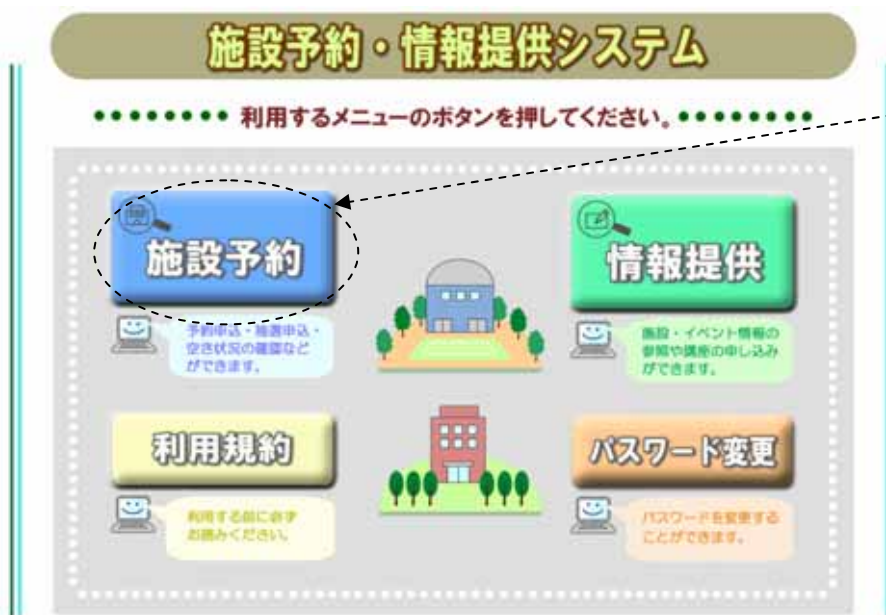 施設予約・情報提供システム
利用するメニューのボタンを押してください。
施設予約
情報提供
予約申込・抽選申込・
空き状況の確認など
ができます。
施設・イベント情報の
参照や講座の申し込み
ができます。
利用規約
パスワード変更
利用する前に必ず
お読みください。
パスワードを変更する
ことができます。